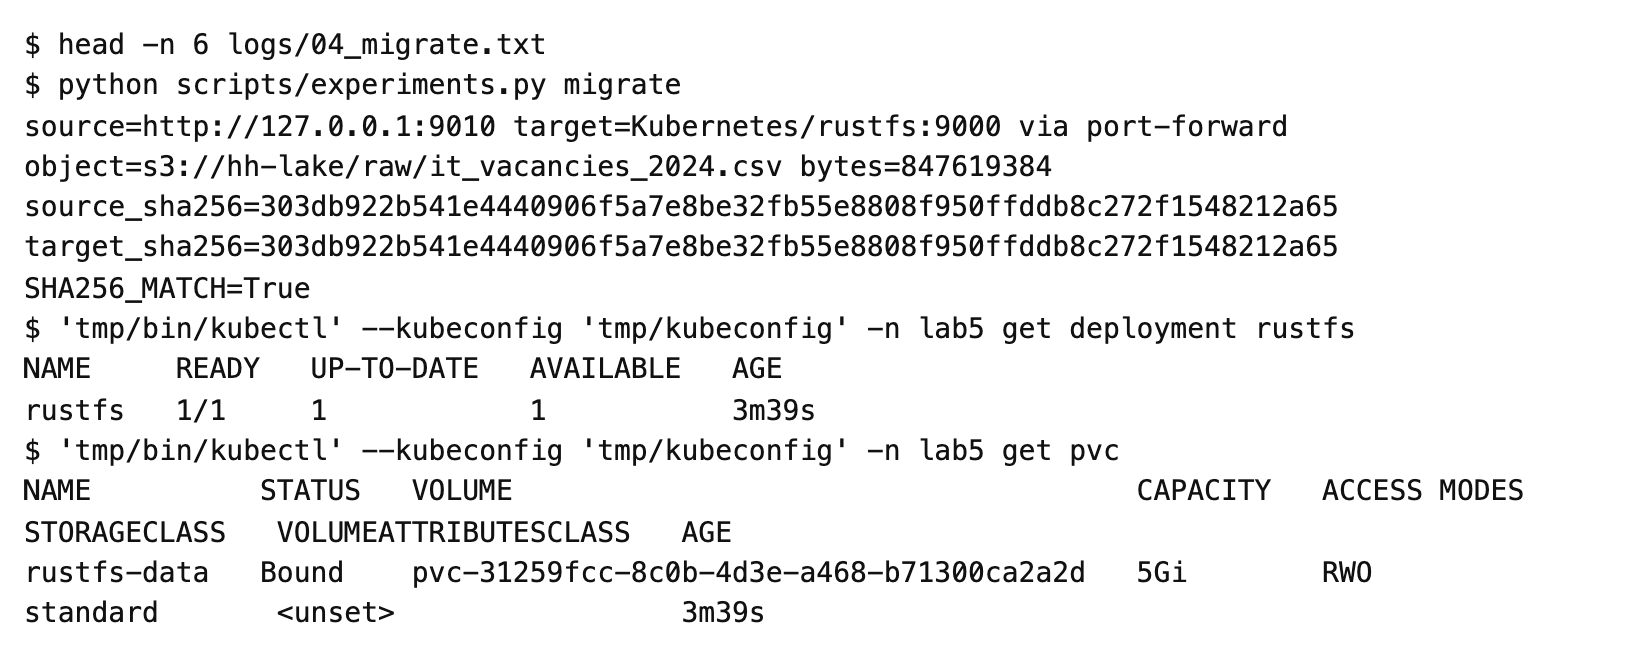 $ head -n 6 logs/04_migrate.txt
$ python scripts/experiments.py migrate
source=http://127.0.0.1:9010 target=Kubernetes/rustfs:9000 via port-forward
object=s3://hh-lake/raw/it_vacancies_2024.csv bytes=847619384
source_sha256=303db922b541e4440906f5a7e8be32fb55e8808f950ffddb8c272f1548212a65
target_sha256=303db922b541e4440906f5a7e8be32fb55e8808f950ffddb8c272f1548212a65
SHA256_MATCH=True
$ 'tmp/bin/kubectl' --kubeconfig 'tmp/kubeconfig' -n lab5 get deployment rustfs
NAME     READY   UP-TO-DATE   AVAILABLE   AGE
rustfs   1/1     1            1           3m39s
$ 'tmp/bin/kubectl' --kubeconfig 'tmp/kubeconfig' -n lab5 get pvc
NAME          STATUS   VOLUME                                     CAPACITY   ACCESS MODES
STORAGECLASS   VOLUMEATTRIBUTESCLASS   AGE
rustfs-data   Bound    pvc-31259fcc-8c0b-4d3e-a468-b71300ca2a2d   5Gi        RWO
standard       <unset>                 3m39s